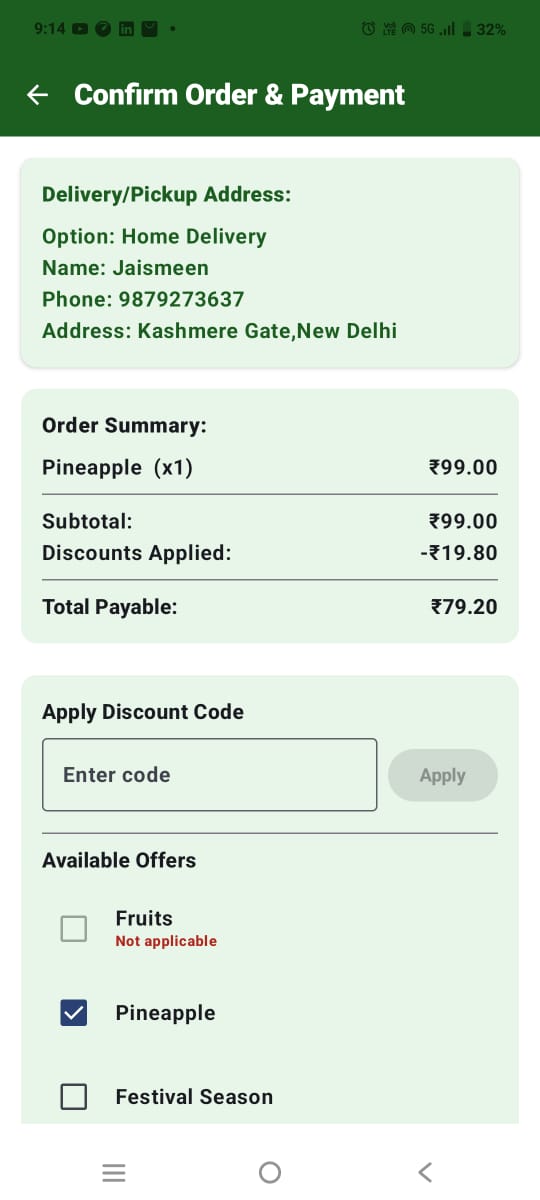 9:14
5G 32%
Confirm Order & Payment
Delivery/Pickup Address:
Option: Home Delivery
Name: Jaismeen
Phone: 9879273637
Address: Kashmere Gate,New Delhi
Order Summary:
Pineapple (x1) ₹99.00
Subtotal: ₹99.00
Discounts Applied: -₹19.80
Total Payable: ₹79.20
Apply Discount Code
Enter code Apply
Available Offers
Fruits
Not applicable
Pineapple
Festival Season